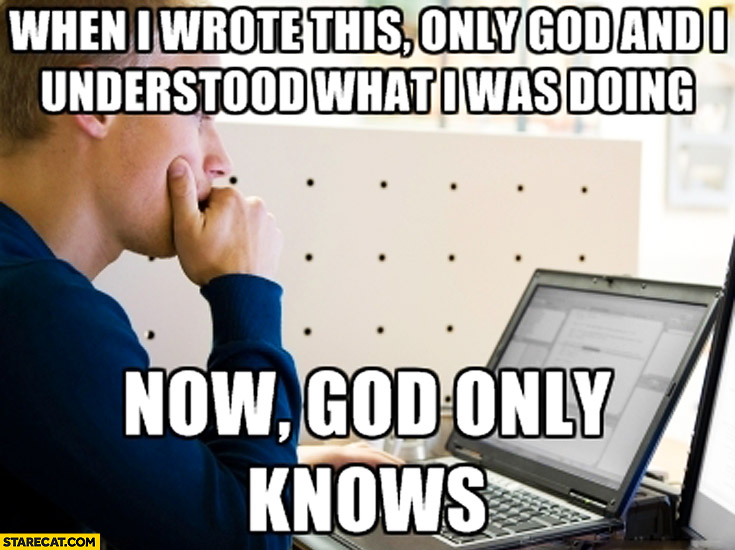 WHEN I WROTE THIS, ONLY GOD AND I
UNDERSTOOD WHAT I WAS DOING
NOW, GOD ONLY
KNOWS
STARECAT.COM